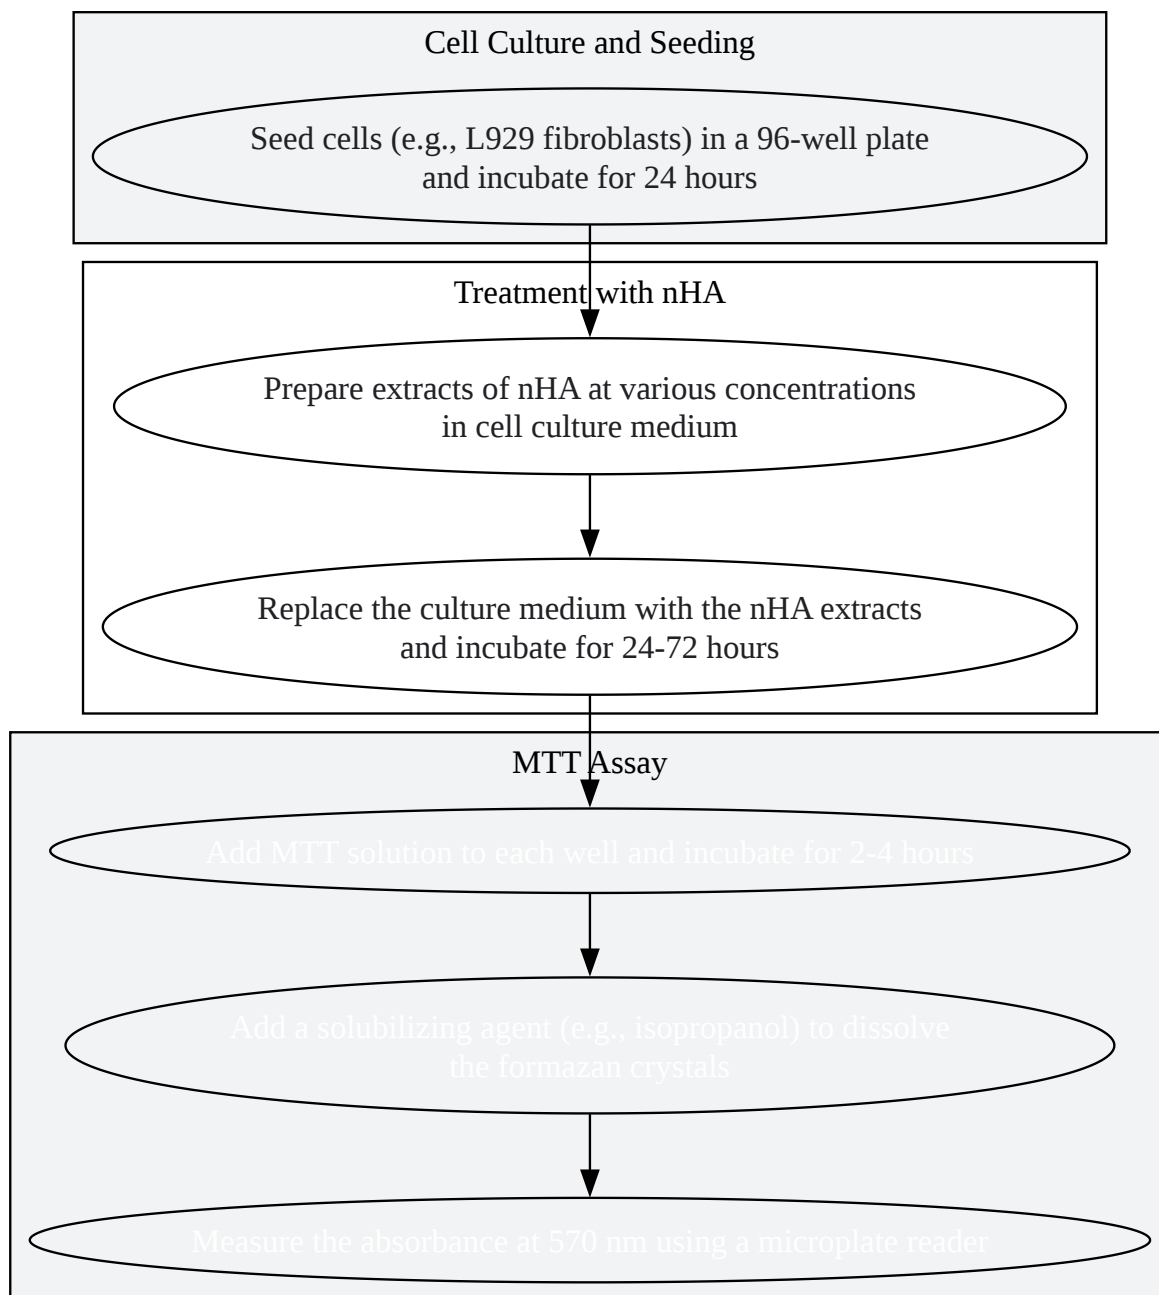 Cell Culture and Seeding
Seed cells (e.g., L929 fibroblasts) in a 96-well plate
and incubate for 24 hours
Treatment with nHA
Prepare extracts of nHA at various concentrations
in cell culture medium
Replace the culture medium with the nHA extracts
and incubate for 24-72 hours
MTT Assay
Add MTT solution to each well and incubate for 2-4 hours
Add a solubilizing agent (e.g., isopropanol) to dissolve
the formazan crystals
Measure the absorbance at 570 nm using a microplate reader